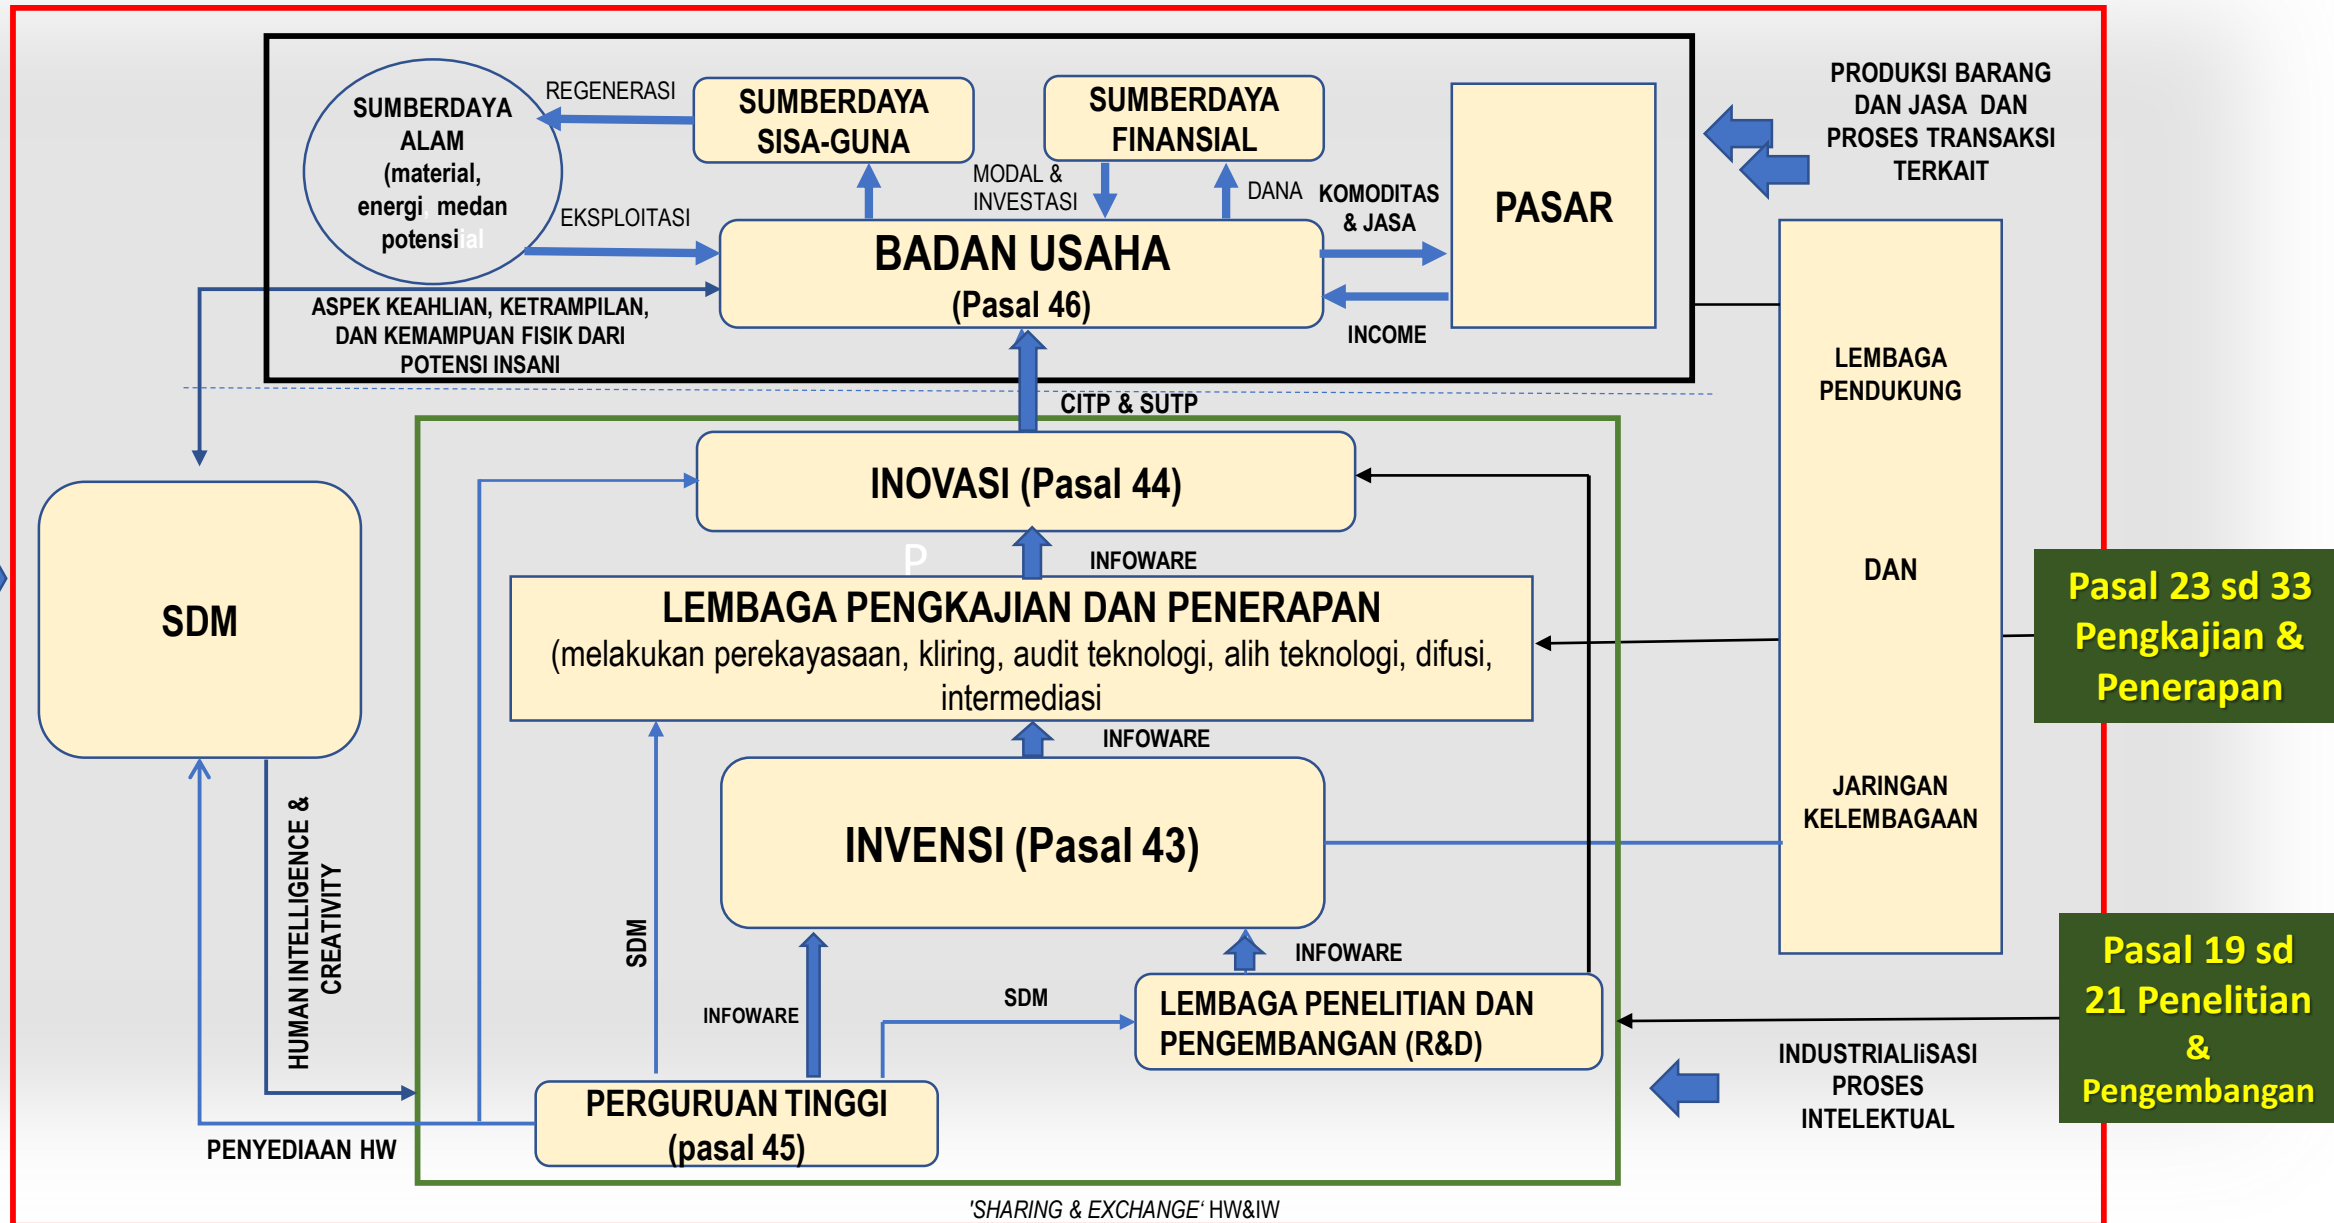 REGENERASI
SUMBERDAYA
ALAM
(material,
energi, medan
potensiial
EKSPLOITASI
SUMBERDAYA
SISA-GUNA
SUMBERDAYA
FINANSIAL
MODAL &
INVESTASI
DANA
KOMODITAS
& JASA
PASAR
BADAN USAHA
(Pasal 46)
INCOME
PRODUKSI BARANG
DAN JASA DAN
PROSES TRANSAKSI
TERKAIT
ASPEK KEAHLIAN, KETRAMPILAN,
DAN KEMAMPUAN FISIK DARI
POTENSI INSANI
CITP & SUTP
LEMBAGA
PENDUKUNG
DAN
JARINGAN
KELEMBAGAAN
INOVASI (Pasal 44)
P
INFOWARE
SDM
LEMBAGA PENGKAJIAN DAN PENERAPAN
(melakukan perekayasaan, kliring, audit teknologi, alih teknologi, difusi,
intermediasi
INFOWARE
Pasal 23 sd 33
Pengkajian &
Penerapan
INVENSI (Pasal 43)
HUMAN INTELLIGENCE &
CREATIVITY
SDM
INFOWARE
INFOWARE
SDM
LEMBAGA PENELITIAN DAN
PENGEMBANGAN (R&D)
Pasal 19 sd
21 Penelitian
&
Pengembangan
INDUSTRIALIiSASI
PROSES
INTELEKTUAL
PERGURUAN TINGGI
(pasal 45)
PENYEDIAAN HW
'SHARING & EXCHANGE' HW&IW